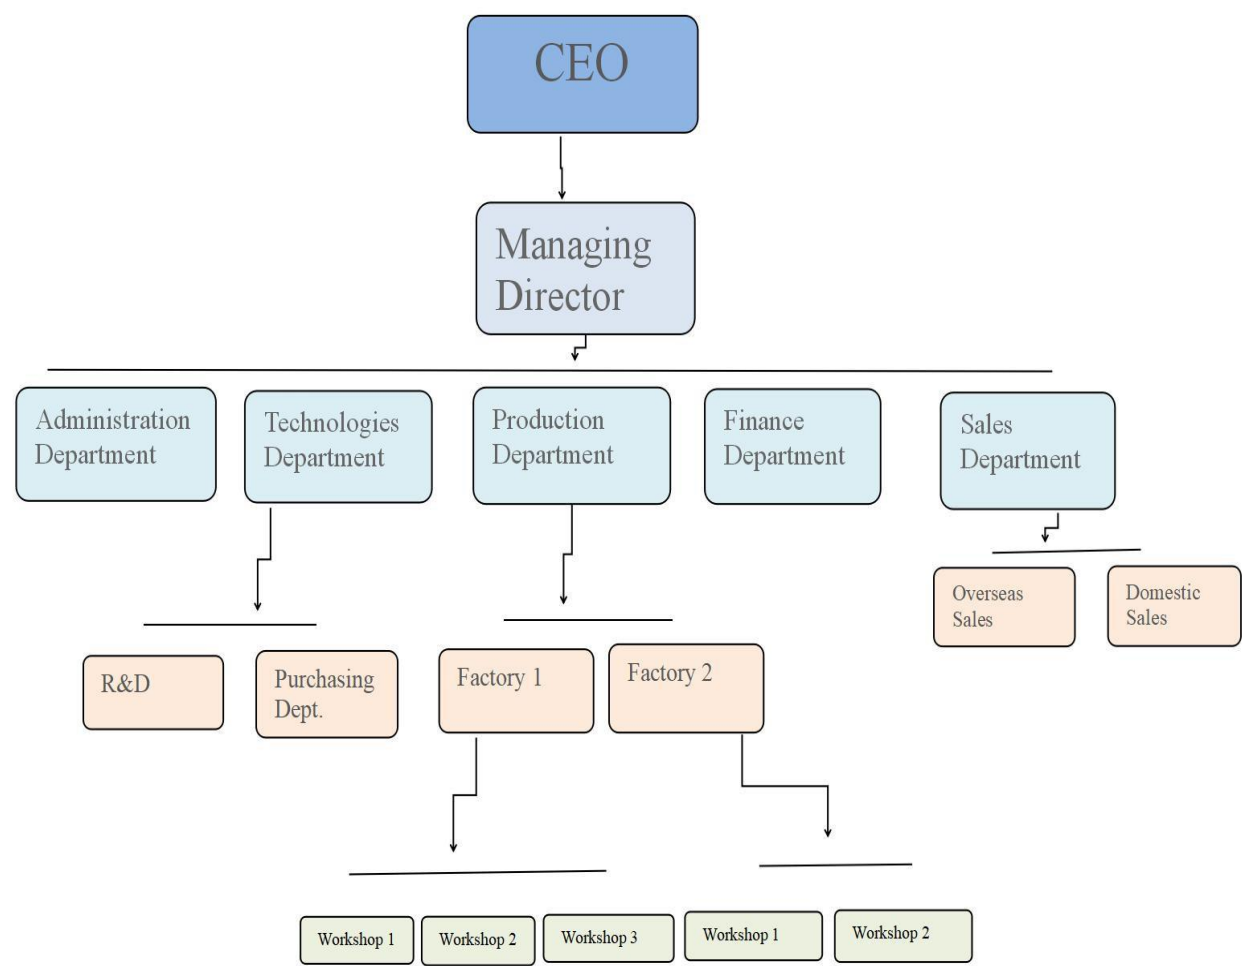 CEO
Managing
Director
Administration
Department
Technologies
Department
Production
Department
Finance
Department
Sales
Department
Overseas
Sales
Domestic
Sales
R&D
Purchasing
Dept.
Factory 1
Factory 2
Workshop 1
Workshop 2
Workshop 3
Workshop 1
Workshop 2